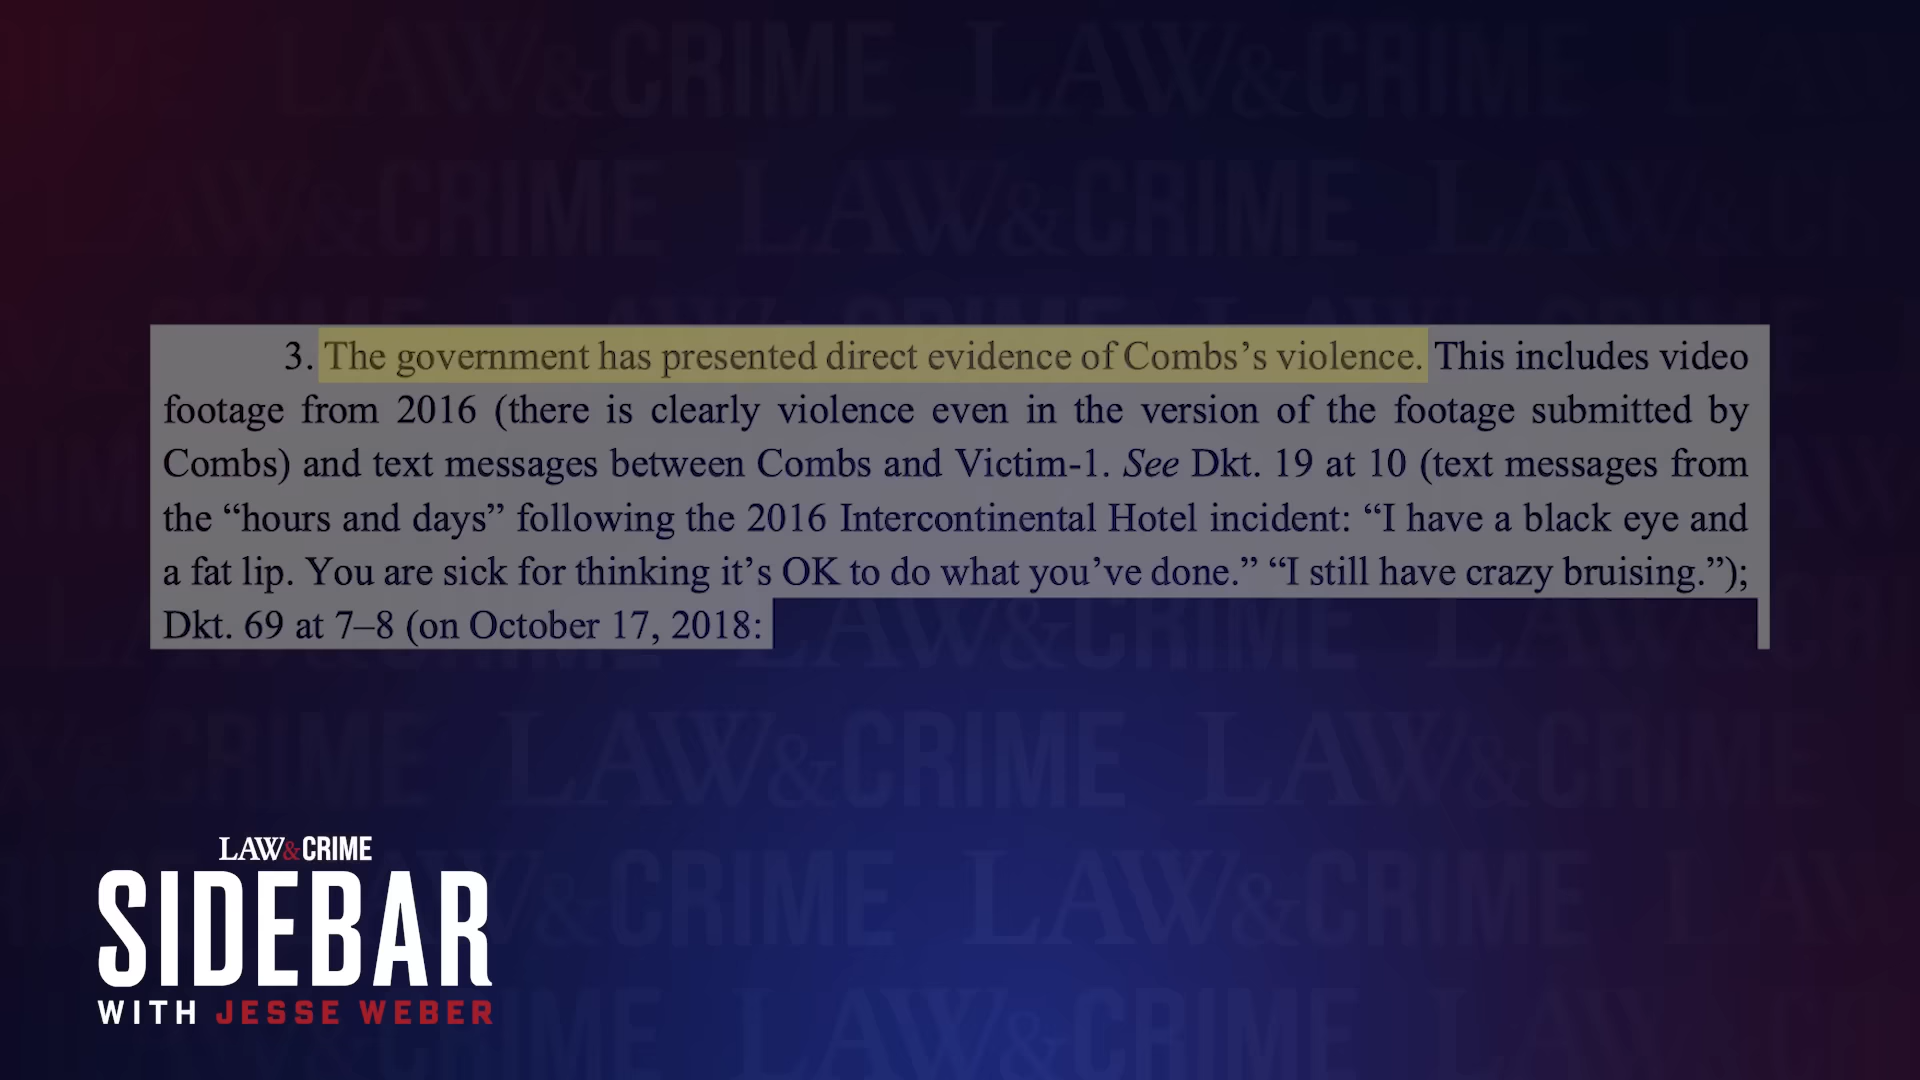 3. The government has presented direct evidence of Combs’s violence. This includes video
footage from 2016 (there is clearly violence even in the version of the footage submitted by
Combs) and text messages between Combs and Victim-1. See Dkt. 19 at 10 (text messages from
the “hours and days” following the 2016 Intercontinental Hotel incident: “I have a black eye and
a fat lip. You are sick for thinking it’s OK to do what you’ve done.” “I still have crazy bruising.”);
Dkt. 69 at 7–8 (on October 17, 2018:
LAW&CRIME
SIDEBAR
WITH JESSE WEBER